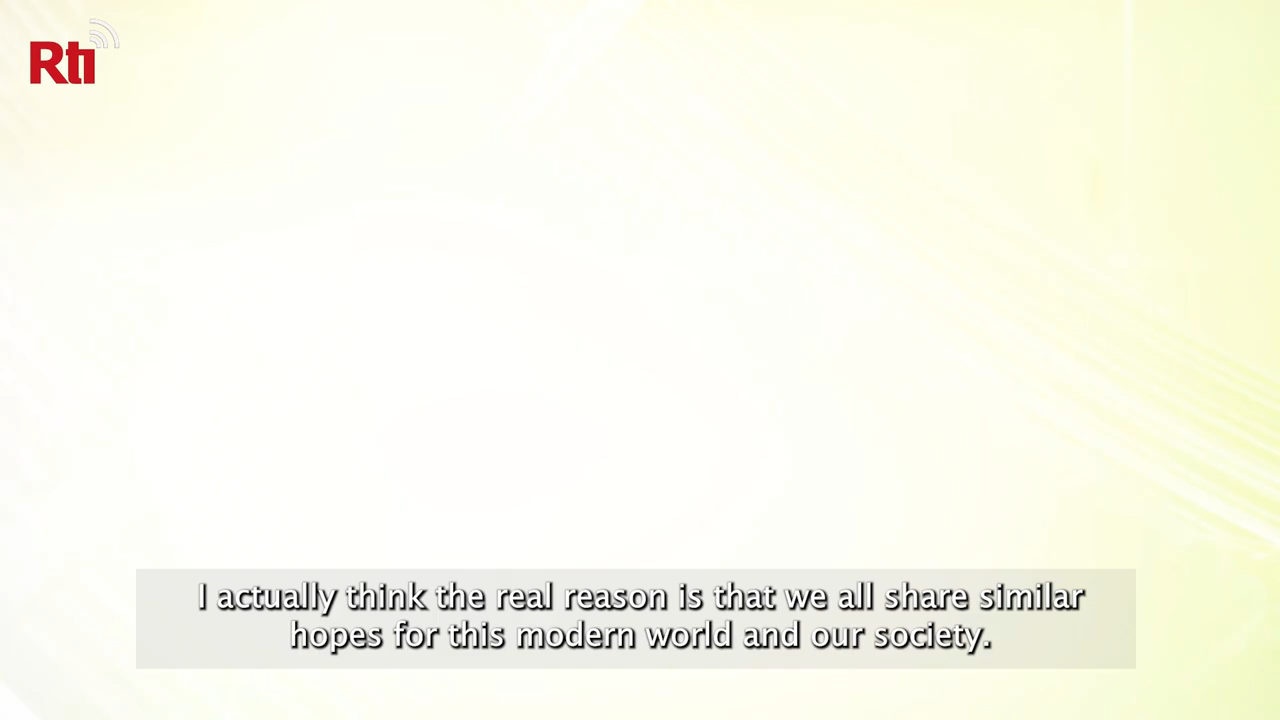 Rti
I actually think the real reason is that we all share similar
hopes for this modern world and our society.